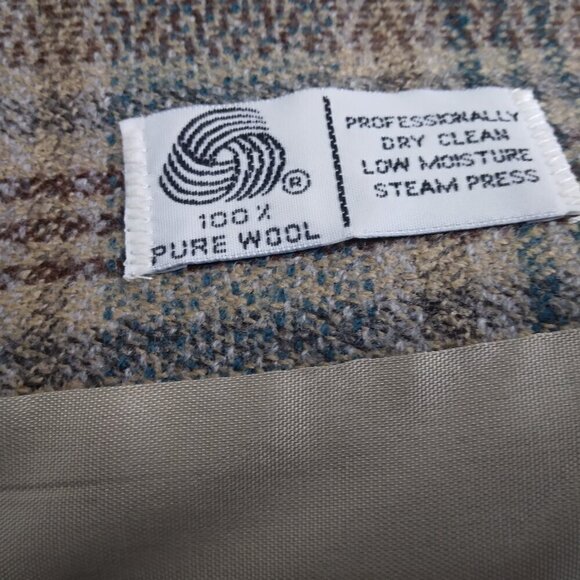 ®
100%
PURE WOOL
PROFESSIONALLY
DRY CLEAN
LOW MOISTURE
STEAM PRESS